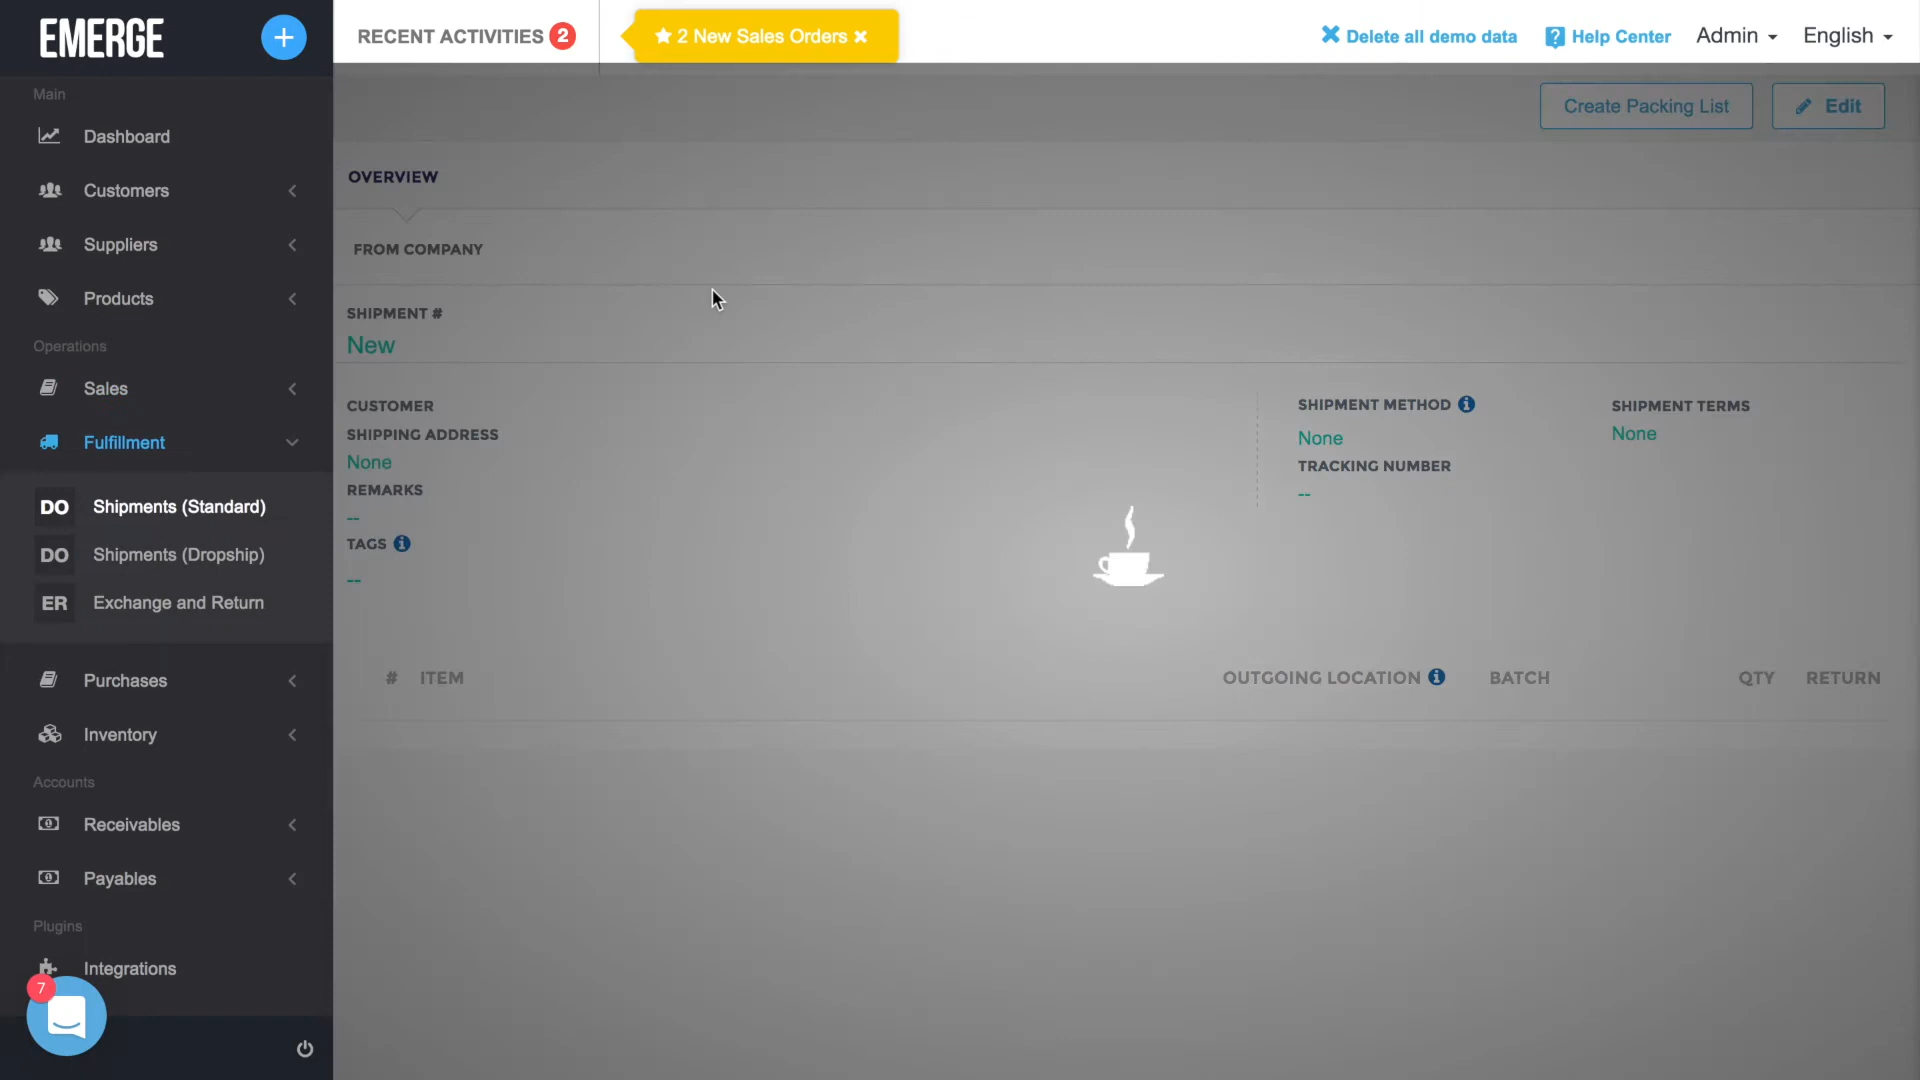 EMERGE
+
RECENT ACTIVITIES 2
★ 2 New Sales Orders ×
Delete all demo data
? Help Center
Admin
English
Main
Dashboard
Customers
Suppliers
Products
Operations
Sales
Fulfillment
DO Shipments (Standard)
DO Shipments (Dropship)
ER Exchange and Return
Purchases
Inventory
Accounts
Receivables
Payables
Plugins
Integrations
7
Create Packing List
Edit
OVERVIEW
FROM COMPANY
SHIPMENT #
New
CUSTOMER
SHIPPING ADDRESS
None
REMARKS
--
TAGS i
--
SHIPMENT METHOD i
None
TRACKING NUMBER
--
SHIPMENT TERMS
None
# ITEM OUTGOING LOCATION i BATCH QTY RETURN